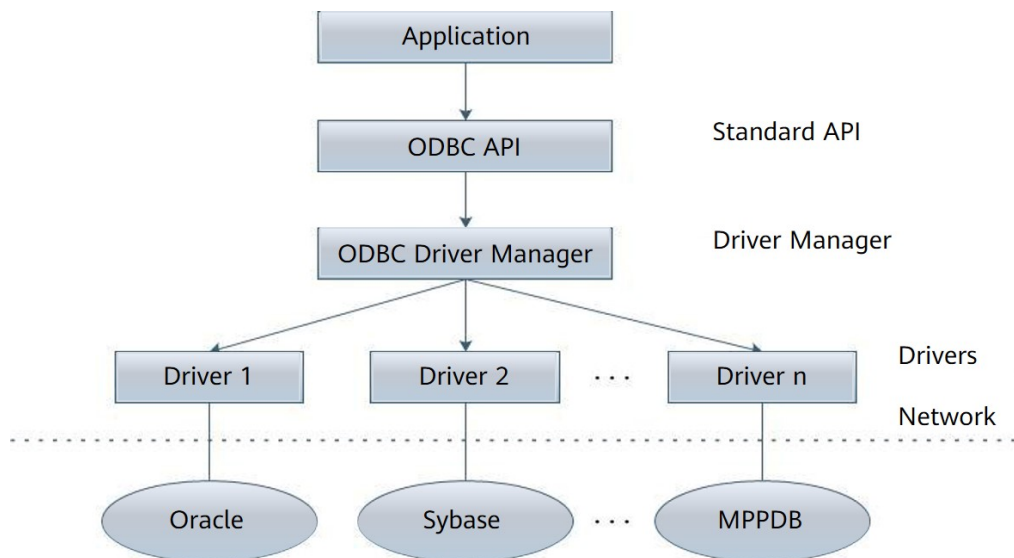 Application
ODBC API
Standard API
ODBC Driver Manager
Driver Manager
Driver 1
Driver 2
...
Driver n
Drivers
Network
Oracle
Sybase
...
MPPDB